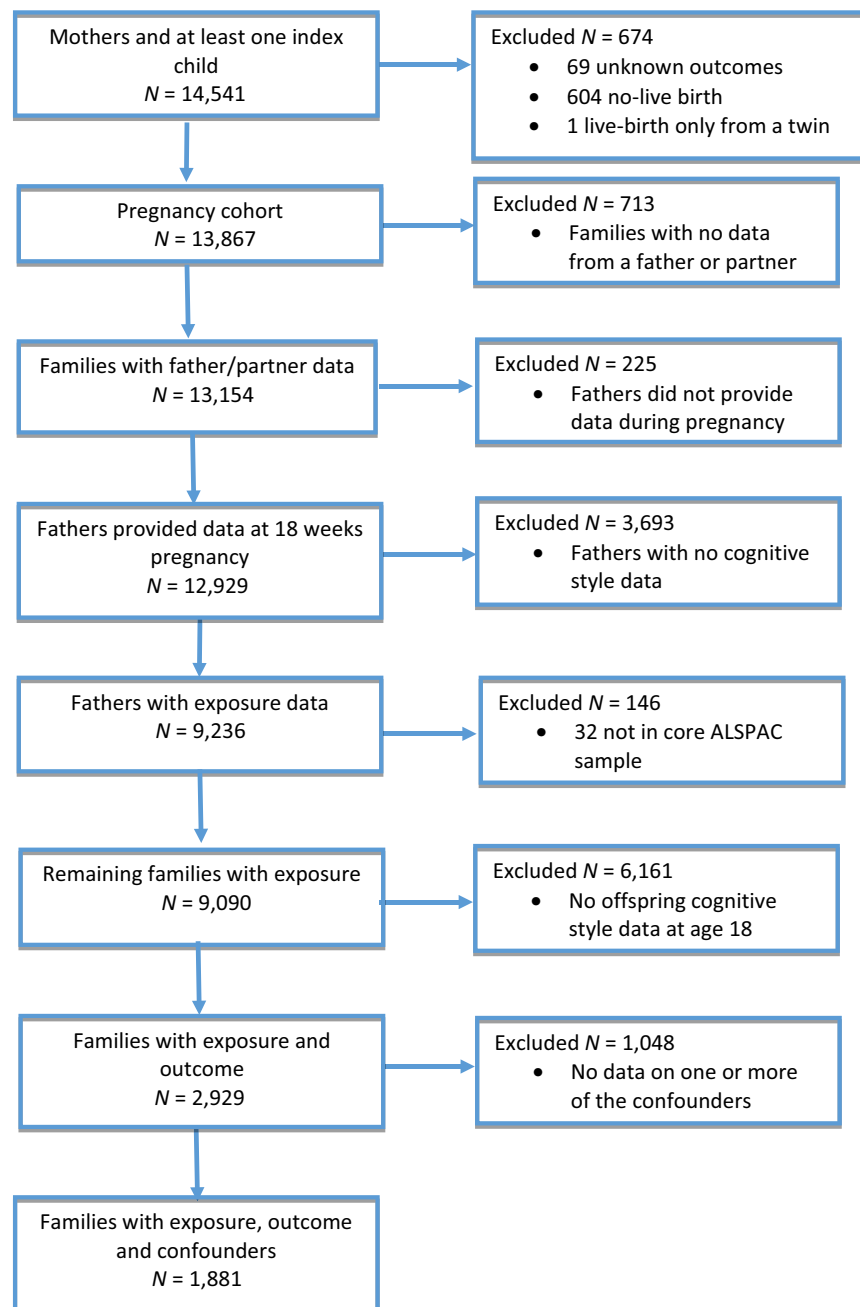 Mothers and at least one index
child
N = 14,541
Excluded N = 674
• 69 unknown outcomes
• 604 no-live birth
• 1 live-birth only from a twin
Pregnancy cohort
N = 13,867
Excluded N = 713
• Families with no data
from a father or partner
Families with father/partner data
N = 13,154
Excluded N = 225
• Fathers did not provide
data during pregnancy
Fathers provided data at 18 weeks
pregnancy
N = 12,929
Excluded N = 3,693
• Fathers with no cognitive
style data
Fathers with exposure data
N = 9,236
Excluded N = 146
• 32 not in core ALSPAC
sample
Remaining families with exposure
N = 9,090
Excluded N = 6,161
• No offspring cognitive
style data at age 18
Families with exposure and
outcome
N = 2,929
Excluded N = 1,048
• No data on one or more
of the confounders
Families with exposure, outcome
and confounders
N = 1,881